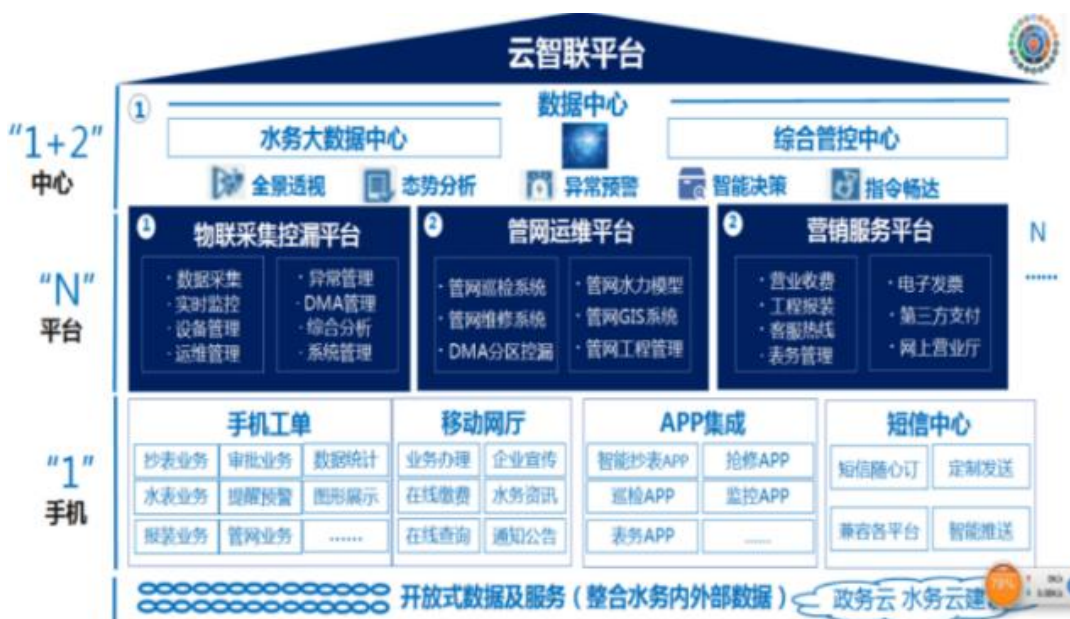 云智联平台
“1+2”
中心
①
数据中心
水务大数据中心
综合管控中心
全景透视
态势分析
异常预警
智能决策
指令畅达
“N”
平台
①
物联采集控漏平台
· 数据采集
· 实时监控
· 设备管理
· 运维管理
· 异常管理
· DMA管理
· 综合分析
· 系统管理
②
管网运维平台
· 管网巡检系统
· 管网维修系统
· DMA分区控漏
· 管网水力模型
· 管网GIS系统
· 管网工程管理
②
营销服务平台
· 营业收费
· 工程报装
· 客服热线
· 表务管理
· 电子发票
· 第三方支付
· 网上营业厅
N
……
“1”
手机
手机工单
抄表业务 审批业务 数据统计
水表业务 提醒预警 图形展示
报装业务 管网业务 ……
移动网厅
业务办理 企业宣传
在线缴费 水务资讯
在线查询 通知公告
APP集成
智能抄表APP 抢修APP
巡检APP 监控APP
表务APP ……
短信中心
短信随心订 定制发送
兼容各平台 智能推送
开放式数据及服务（整合水务内外部数据）
政务云 水务云建
78%